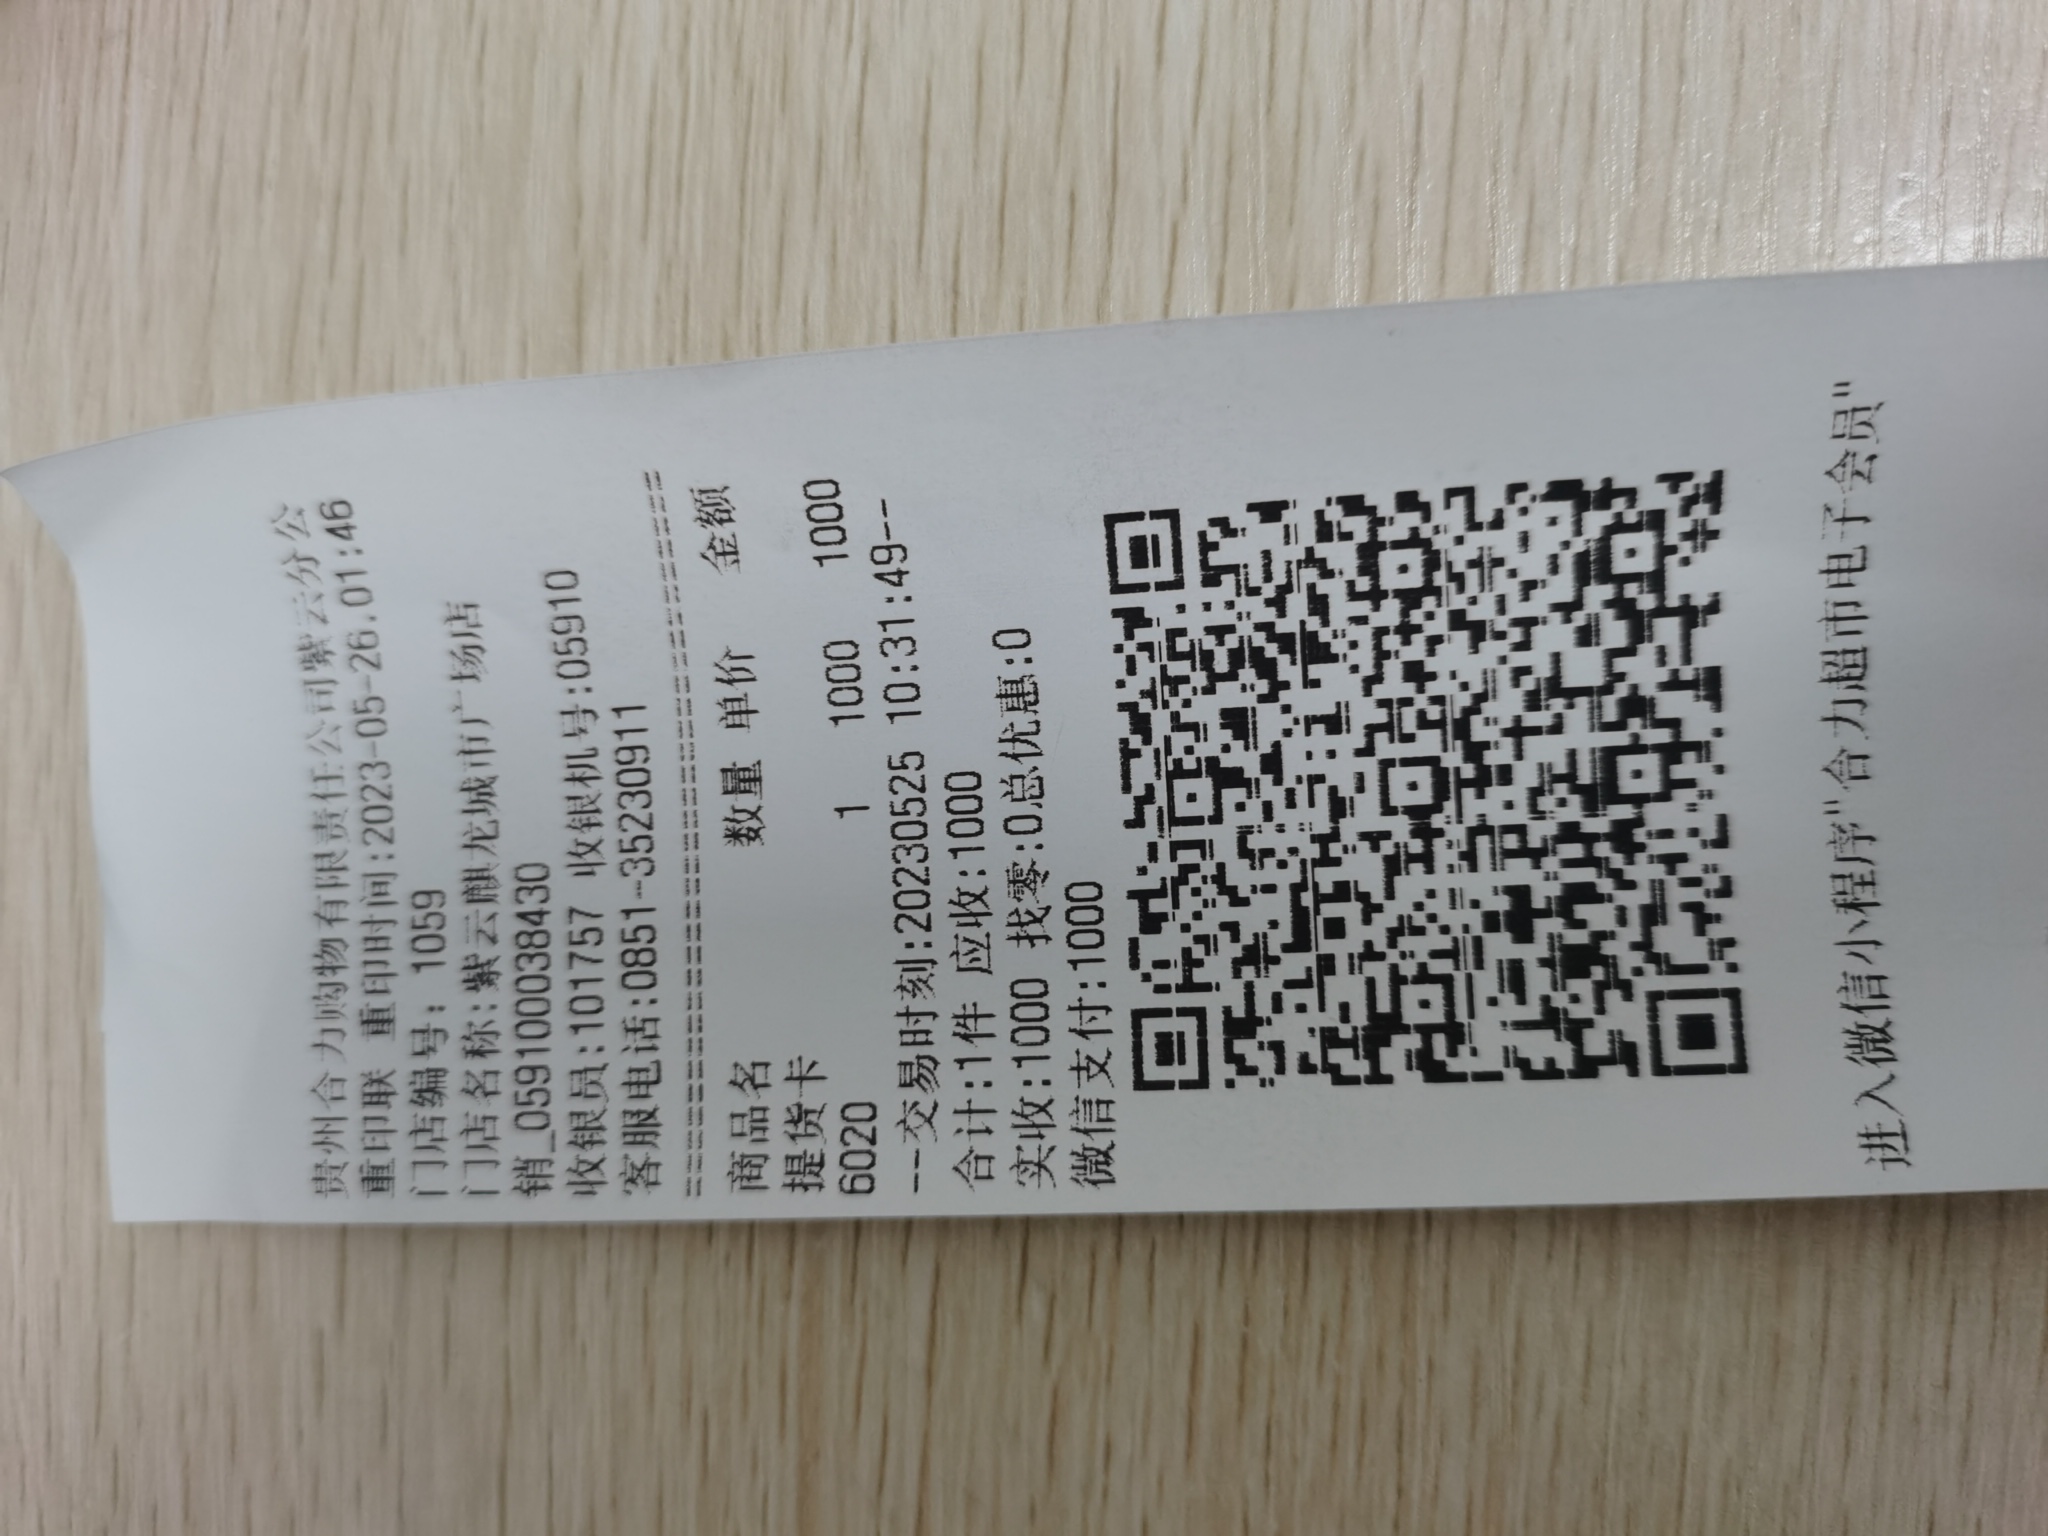 贵州合力购物有限责任公司紫云分公
重印联 重印时间:2023-05-26.01:46
门店编号: 1059
门店名称:紫云麒龙城市广场店
销_059100038430
收银员:101757 收银机号:05910
客服电话:0851-35230911
商品名 数量 单价 金额
提货卡
6020 1 1000 1000
--交易时刻:20230525 10:31:49--
合计:1件 应收:1000
实收:1000 找零:0总优惠:0
微信支付:1000
进入微信小程序"合力超市电子会员"